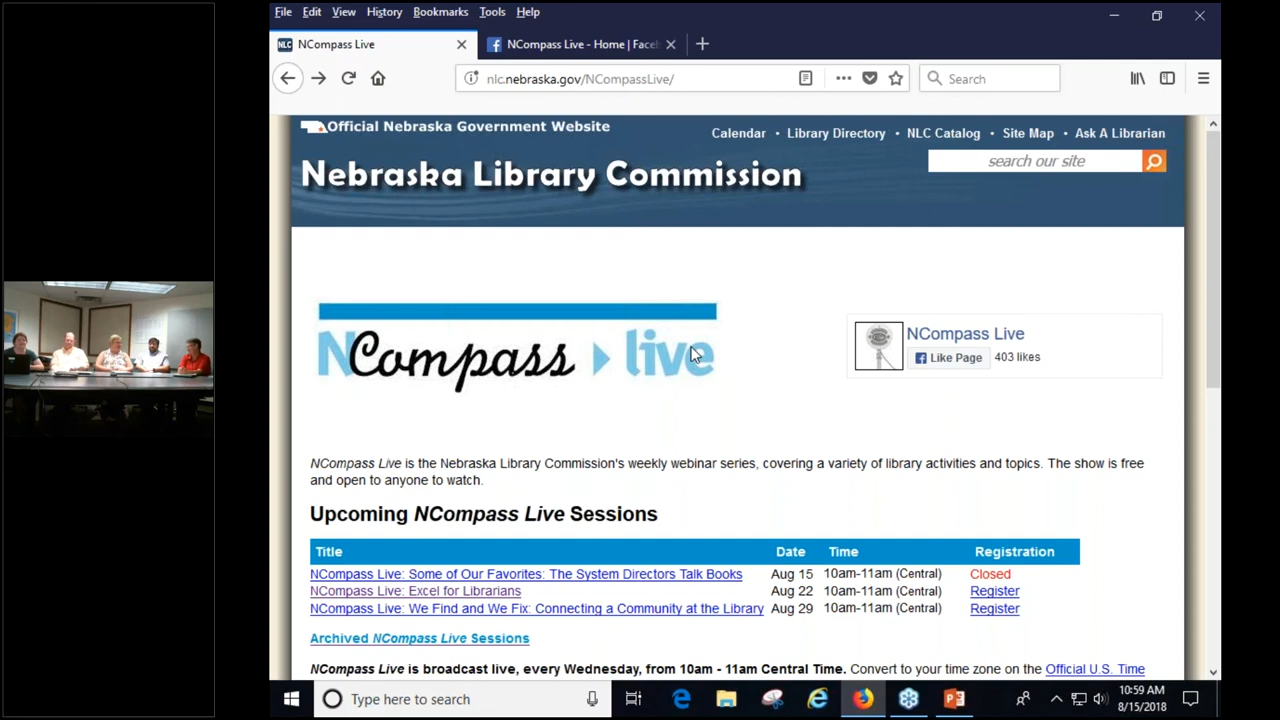 File Edit View History Bookmarks Tools Help
NLC NCompass Live
NCompass Live - Home | Faceb
nlc.nebraska.gov/NCompassLive/
Search
Official Nebraska Government Website
Calendar • Library Directory • NLC Catalog • Site Map • Ask A Librarian
Nebraska Library Commission
search our site
NCompass live
NCompass Live
Like Page 403 likes
NCompass Live is the Nebraska Library Commission's weekly webinar series, covering a variety of library activities and topics. The show is free
and open to anyone to watch.
Upcoming NCompass Live Sessions
Title Date Time Registration
NCompass Live: Some of Our Favorites: The System Directors Talk Books Aug 15 10am-11am (Central) Closed
NCompass Live: Excel for Librarians Aug 22 10am-11am (Central) Register
NCompass Live: We Find and We Fix: Connecting a Community at the Library Aug 29 10am-11am (Central) Register
Archived NCompass Live Sessions
NCompass Live is broadcast live, every Wednesday, from 10am - 11am Central Time. Convert to your time zone on the Official U.S. Time
Type here to search
10:59 AM
8/15/2018